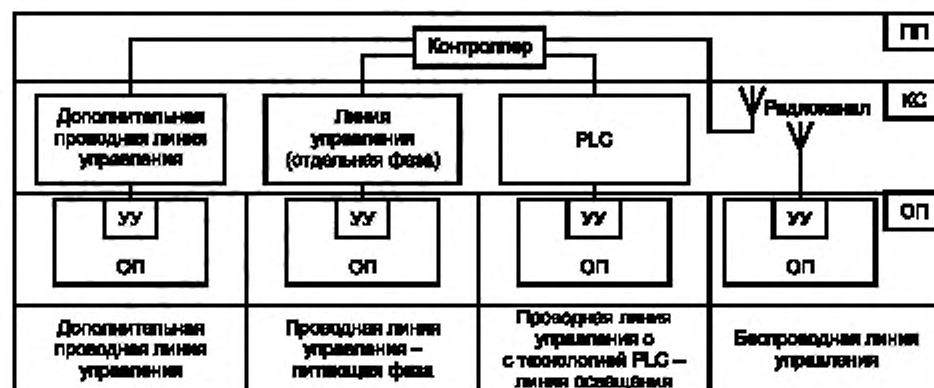 ПП
Контроллер
КС
Дополнительная
проводная линия
управления
Линия
управления
(отдельная фаза)
PLC
Радиоканал
ОП
УУ
ОП
УУ
ОП
УУ
ОП
УУ
ОП
Дополнительная
проводная линия
управления
Проводная линия
управления –
питающая фаза
Проводная линия
управления с
с технологией PLC –
линия освещения
Беспроводная линия
управления